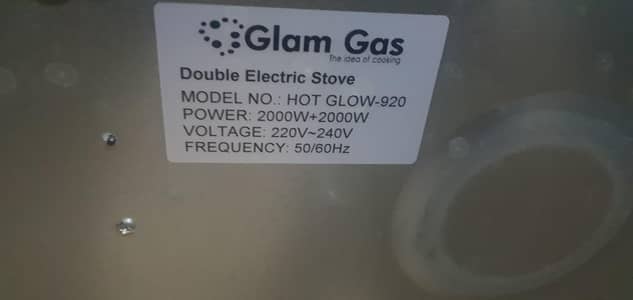 Glam Gas
The idea of cooking
Double Electric Stove
MODEL NO.: HOT GLOW-920
POWER: 2000W+2000W
VOLTAGE: 220V~240V
FREQUENCY: 50/60Hz